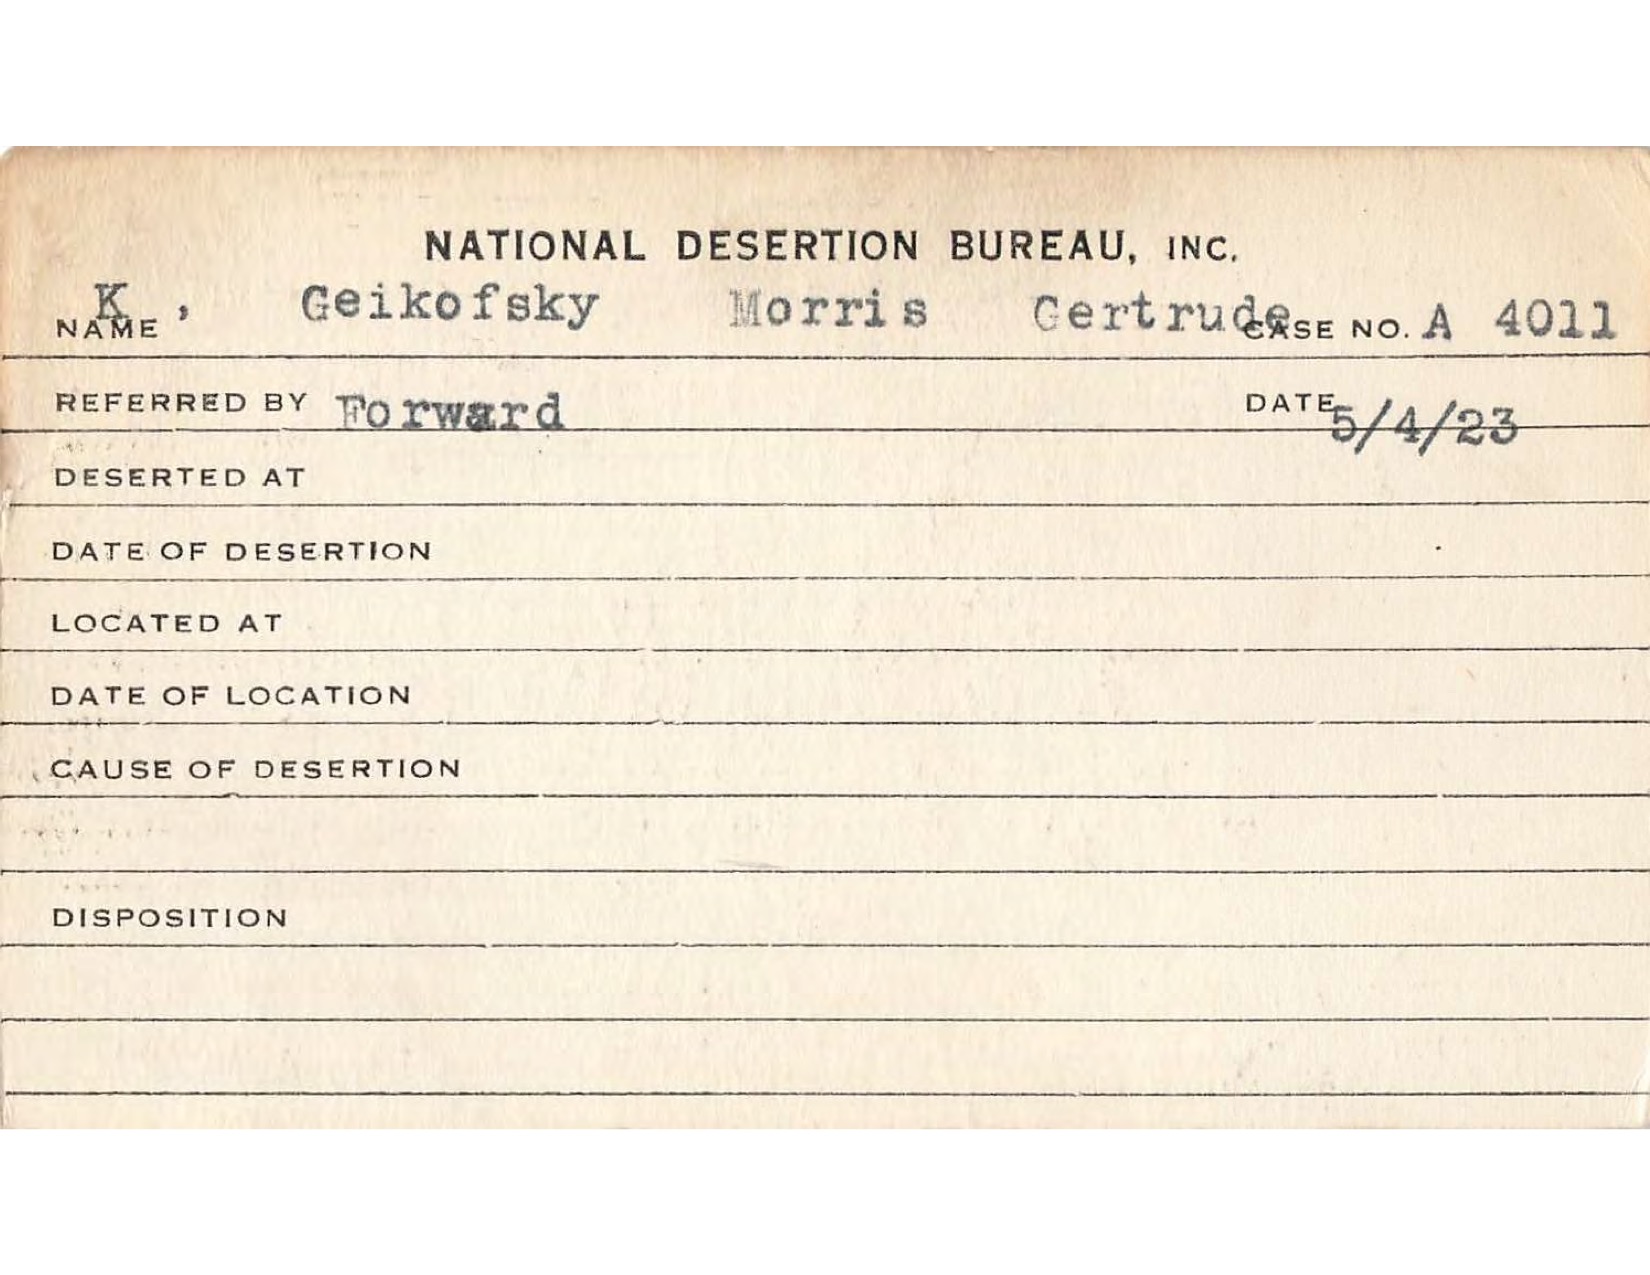 NATIONAL DESERTION BUREAU, INC.
NAME K , Geikofsky Morris Gertrude CASE NO. A 4011
REFERRED BY Forward DATE 5/4/23
DESERTED AT
DATE OF DESERTION
LOCATED AT
DATE OF LOCATION
CAUSE OF DESERTION
DISPOSITION